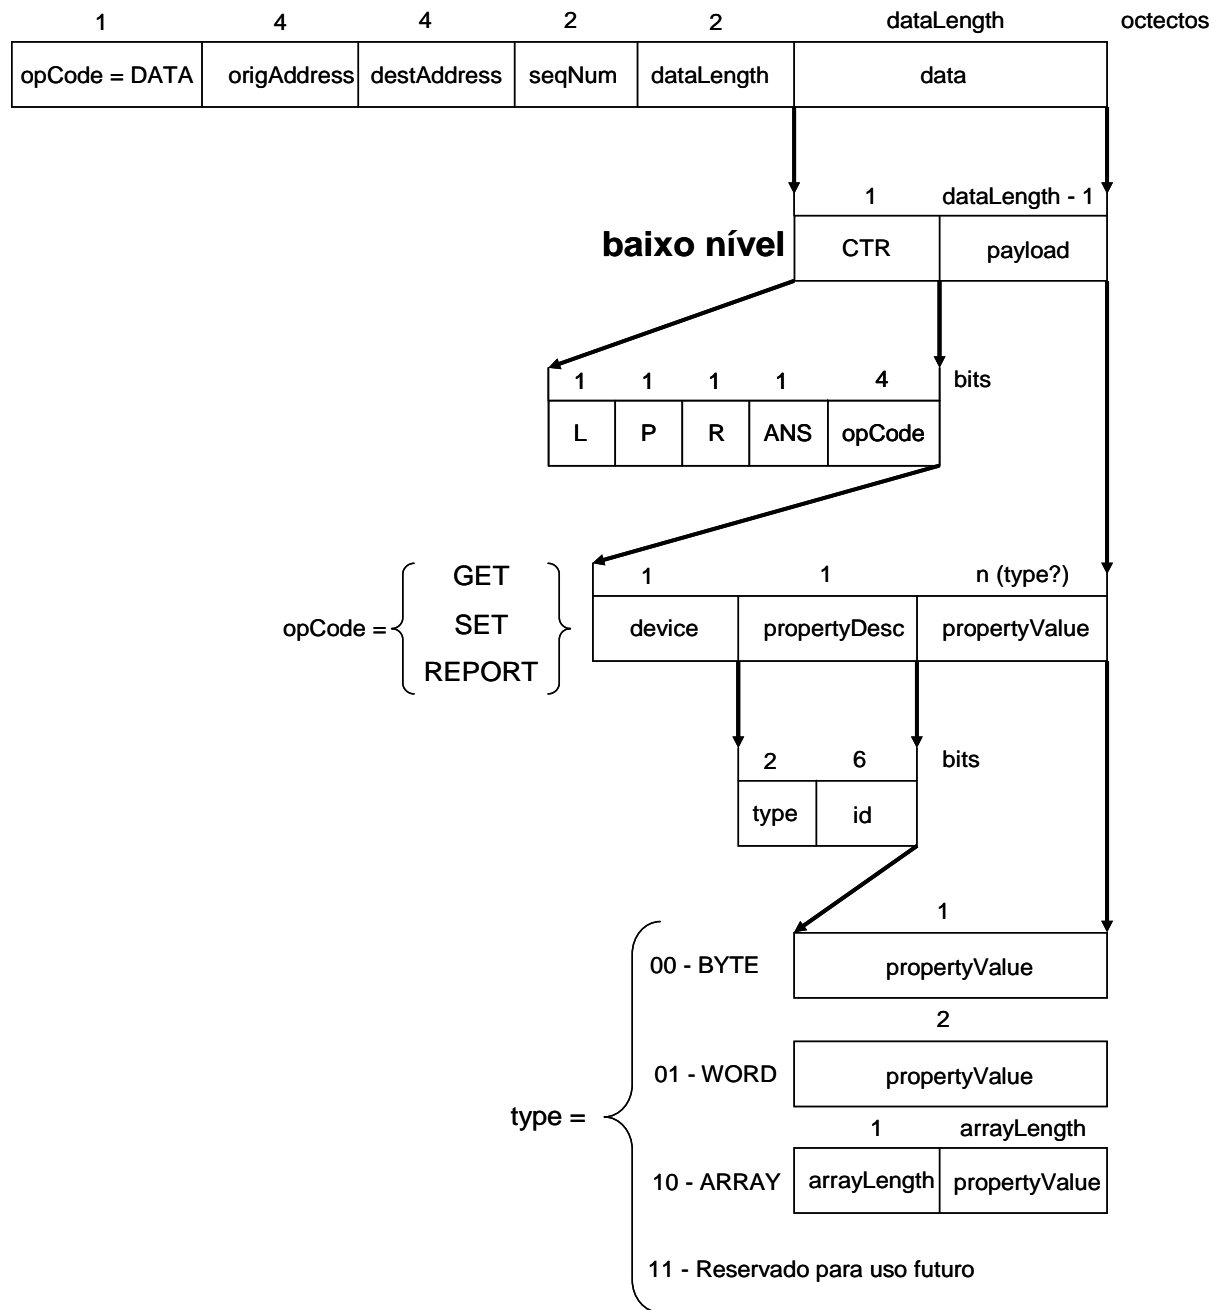 1 4 4 2 2 dataLength octectos
opCode = DATA origAddress destAddress seqNum dataLength data
1 dataLength - 1
baixo nível CTR payload
1 1 1 1 4 bits
L P R ANS opCode
1 1 n (type?)
GET
opCode = SET device propertyDesc propertyValue
REPORT
2 6 bits
type id
1
00 - BYTE propertyValue
2
01 - WORD propertyValue
type =
1 arrayLength
10 - ARRAY arrayLength propertyValue
11 - Reservado para uso futuro